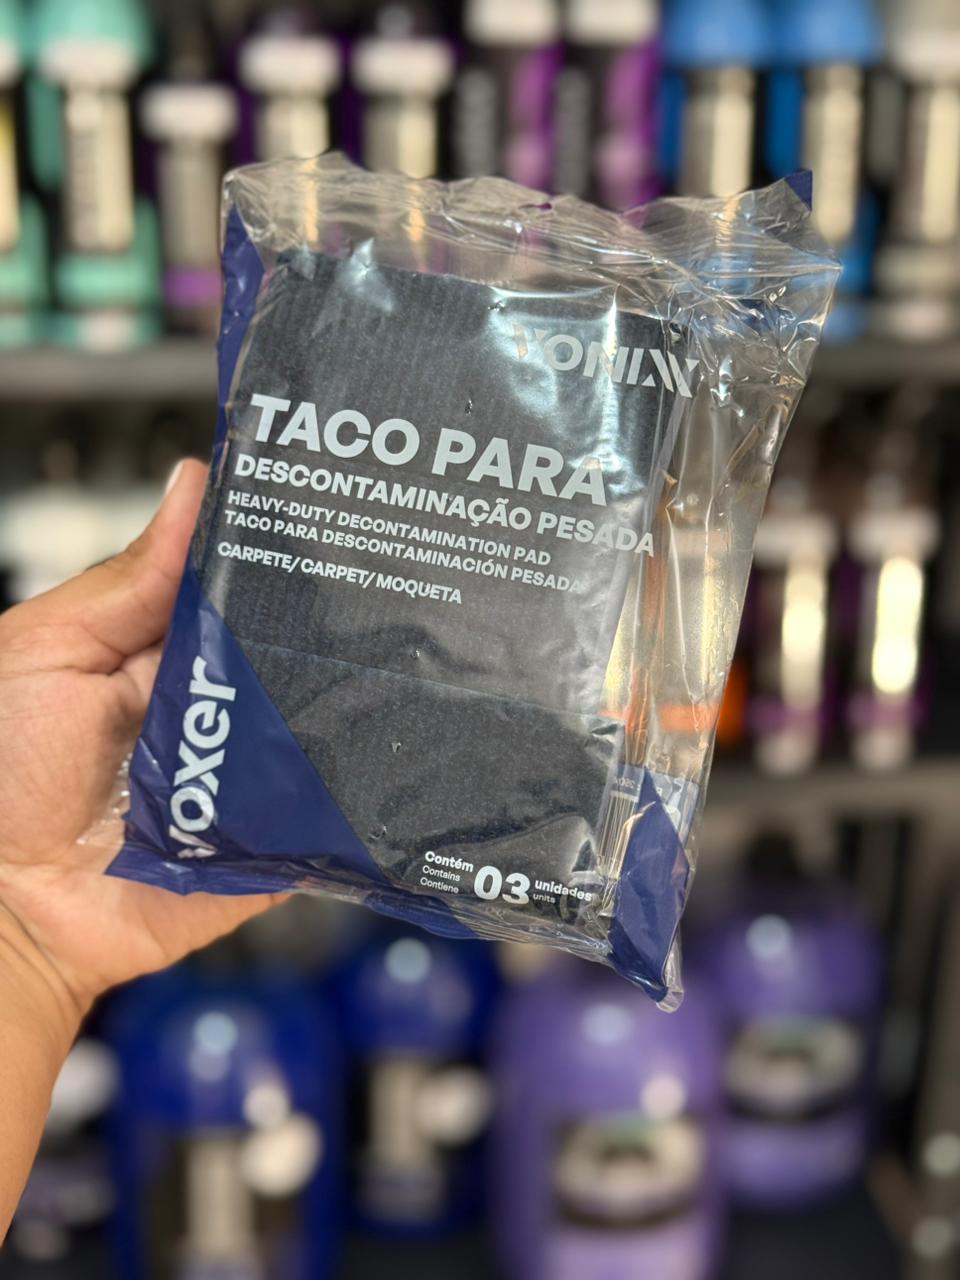 VONIXX
TACO PARA
DESCONTAMINAÇÃO PESADA
HEAVY-DUTY DECONTAMINATION PAD
TACO PARA DESCONTAMINACIÓN PESADA
CARPETE/ CARPET/ MOQUETA
voxer
Contém
Contains
Contiene
03
unidades
units